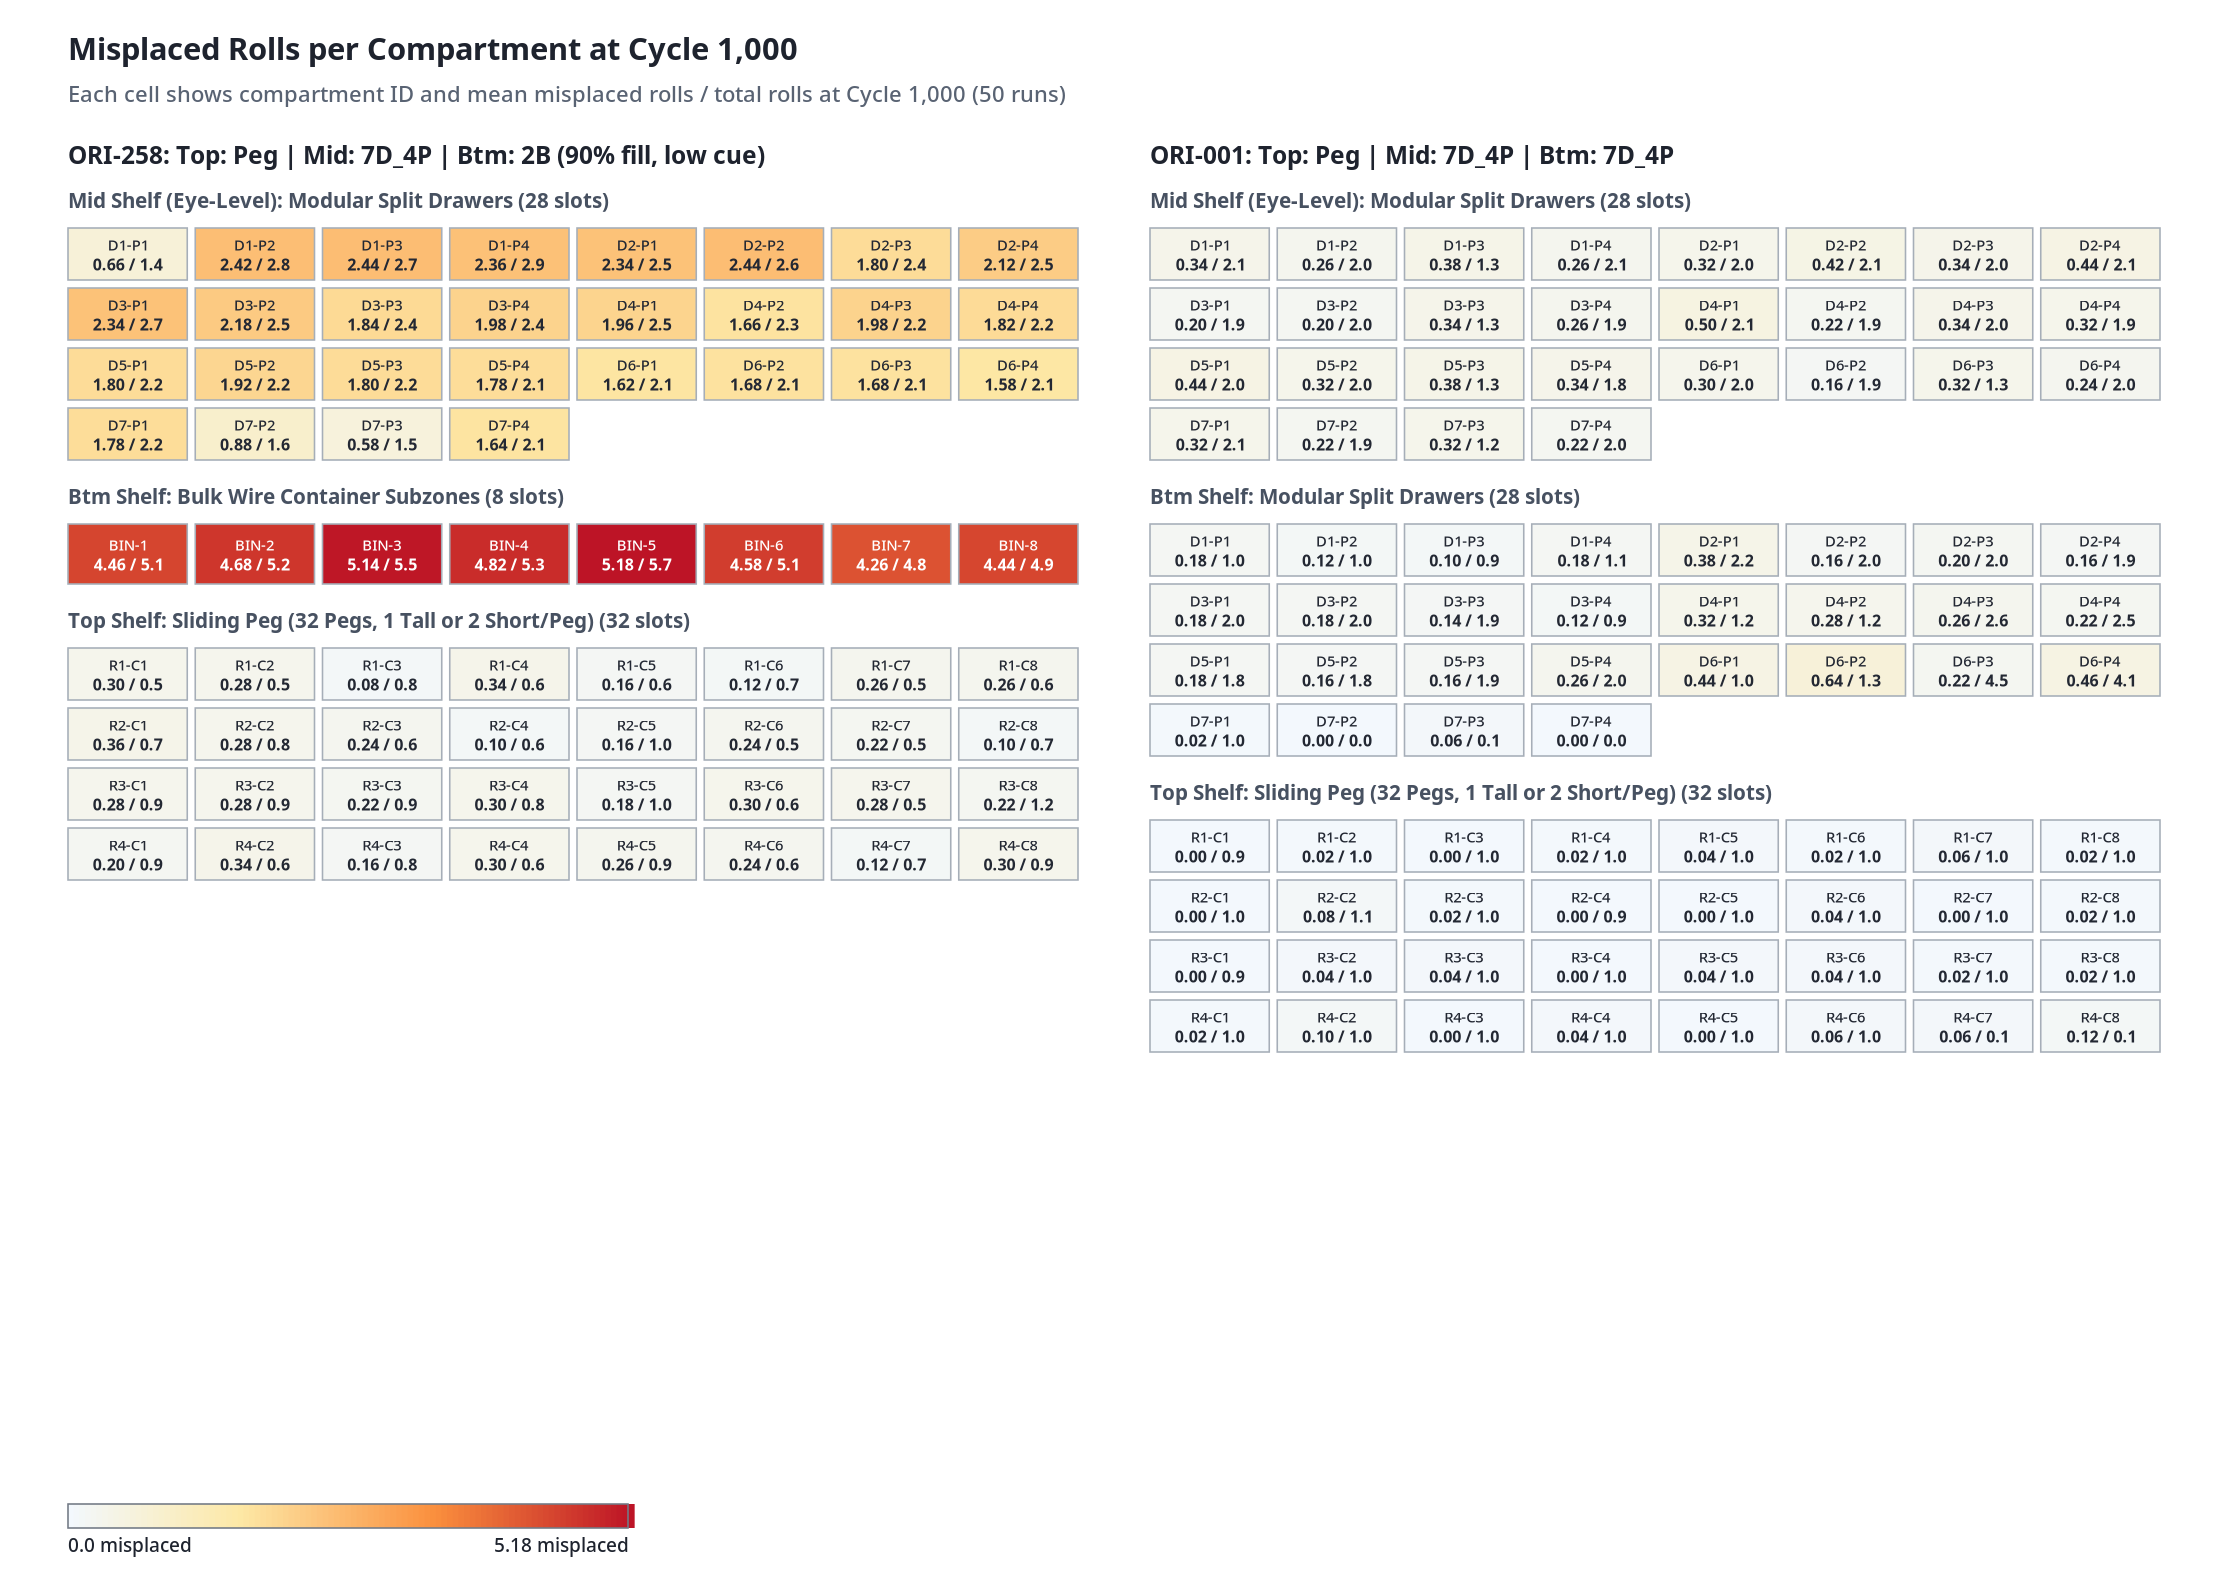 Misplaced Rolls per Compartment at Cycle 1,000
Each cell shows compartment ID and mean misplaced rolls / total rolls at Cycle 1,000 (50 runs)
ORI-258: Top: Peg | Mid: 7D_4P | Btm: 2B (90% fill, low cue)
Mid Shelf (Eye-Level): Modular Split Drawers (28 slots)
D1-P1 D1-P2 D1-P3 D1-P4 D2-P1 D2-P2 D2-P3 D2-P4
0.66 / 1.4 2.42 / 2.8 2.44 / 2.7 2.36 / 2.9 2.34 / 2.5 2.44 / 2.6 1.80 / 2.4 2.12 / 2.5
D3-P1 D3-P2 D3-P3 D3-P4 D4-P1 D4-P2 D4-P3 D4-P4
2.34 / 2.7 2.18 / 2.5 1.84 / 2.4 1.98 / 2.4 1.96 / 2.5 1.66 / 2.3 1.98 / 2.2 1.82 / 2.2
D5-P1 D5-P2 D5-P3 D5-P4 D6-P1 D6-P2 D6-P3 D6-P4
1.80 / 2.2 1.92 / 2.2 1.80 / 2.2 1.78 / 2.1 1.62 / 2.1 1.68 / 2.1 1.68 / 2.1 1.58 / 2.1
D7-P1 D7-P2 D7-P3 D7-P4
1.78 / 2.2 0.88 / 1.6 0.58 / 1.5 1.64 / 2.1
Btm Shelf: Bulk Wire Container Subzones (8 slots)
BIN-1 BIN-2 BIN-3 BIN-4 BIN-5 BIN-6 BIN-7 BIN-8
4.46 / 5.1 4.68 / 5.2 5.14 / 5.5 4.82 / 5.3 5.18 / 5.7 4.58 / 5.1 4.26 / 4.8 4.44 / 4.9
Top Shelf: Sliding Peg (32 Pegs, 1 Tall or 2 Short/Peg) (32 slots)
R1-C1 R1-C2 R1-C3 R1-C4 R1-C5 R1-C6 R1-C7 R1-C8
0.30 / 0.5 0.28 / 0.5 0.08 / 0.8 0.34 / 0.6 0.16 / 0.6 0.12 / 0.7 0.26 / 0.5 0.26 / 0.6
R2-C1 R2-C2 R2-C3 R2-C4 R2-C5 R2-C6 R2-C7 R2-C8
0.36 / 0.7 0.28 / 0.8 0.24 / 0.6 0.10 / 0.6 0.16 / 1.0 0.24 / 0.5 0.22 / 0.5 0.10 / 0.7
R3-C1 R3-C2 R3-C3 R3-C4 R3-C5 R3-C6 R3-C7 R3-C8
0.28 / 0.9 0.28 / 0.9 0.22 / 0.9 0.30 / 0.8 0.18 / 1.0 0.30 / 0.6 0.28 / 0.5 0.22 / 1.2
R4-C1 R4-C2 R4-C3 R4-C4 R4-C5 R4-C6 R4-C7 R4-C8
0.20 / 0.9 0.34 / 0.6 0.16 / 0.8 0.30 / 0.6 0.26 / 0.9 0.24 / 0.6 0.12 / 0.7 0.30 / 0.9
ORI-001: Top: Peg | Mid: 7D_4P | Btm: 7D_4P
Mid Shelf (Eye-Level): Modular Split Drawers (28 slots)
D1-P1 D1-P2 D1-P3 D1-P4 D2-P1 D2-P2 D2-P3 D2-P4
0.34 / 2.1 0.26 / 2.0 0.38 / 1.3 0.26 / 2.1 0.32 / 2.0 0.42 / 2.1 0.34 / 2.0 0.44 / 2.1
D3-P1 D3-P2 D3-P3 D3-P4 D4-P1 D4-P2 D4-P3 D4-P4
0.20 / 1.9 0.20 / 2.0 0.34 / 1.3 0.26 / 1.9 0.50 / 2.1 0.22 / 1.9 0.34 / 2.0 0.32 / 1.9
D5-P1 D5-P2 D5-P3 D5-P4 D6-P1 D6-P2 D6-P3 D6-P4
0.44 / 2.0 0.32 / 2.0 0.38 / 1.3 0.34 / 1.8 0.30 / 2.0 0.16 / 1.9 0.32 / 1.3 0.24 / 2.0
D7-P1 D7-P2 D7-P3 D7-P4
0.32 / 2.1 0.22 / 1.9 0.32 / 1.2 0.22 / 2.0
Btm Shelf: Modular Split Drawers (28 slots)
D1-P1 D1-P2 D1-P3 D1-P4 D2-P1 D2-P2 D2-P3 D2-P4
0.18 / 1.0 0.12 / 1.0 0.10 / 0.9 0.18 / 1.1 0.38 / 2.2 0.16 / 2.0 0.20 / 2.0 0.16 / 1.9
D3-P1 D3-P2 D3-P3 D3-P4 D4-P1 D4-P2 D4-P3 D4-P4
0.18 / 2.0 0.18 / 2.0 0.14 / 1.9 0.12 / 0.9 0.32 / 1.2 0.28 / 1.2 0.26 / 2.6 0.22 / 2.5
D5-P1 D5-P2 D5-P3 D5-P4 D6-P1 D6-P2 D6-P3 D6-P4
0.18 / 1.8 0.16 / 1.8 0.16 / 1.9 0.26 / 2.0 0.44 / 1.0 0.64 / 1.3 0.22 / 4.5 0.46 / 4.1
D7-P1 D7-P2 D7-P3 D7-P4
0.02 / 1.0 0.00 / 0.0 0.06 / 0.1 0.00 / 0.0
Top Shelf: Sliding Peg (32 Pegs, 1 Tall or 2 Short/Peg) (32 slots)
R1-C1 R1-C2 R1-C3 R1-C4 R1-C5 R1-C6 R1-C7 R1-C8
0.00 / 0.9 0.02 / 1.0 0.00 / 1.0 0.02 / 1.0 0.04 / 1.0 0.02 / 1.0 0.06 / 1.0 0.02 / 1.0
R2-C1 R2-C2 R2-C3 R2-C4 R2-C5 R2-C6 R2-C7 R2-C8
0.00 / 1.0 0.08 / 1.1 0.02 / 1.0 0.00 / 0.9 0.00 / 1.0 0.04 / 1.0 0.00 / 1.0 0.02 / 1.0
R3-C1 R3-C2 R3-C3 R3-C4 R3-C5 R3-C6 R3-C7 R3-C8
0.00 / 0.9 0.04 / 1.0 0.04 / 1.0 0.00 / 1.0 0.04 / 1.0 0.04 / 1.0 0.02 / 1.0 0.02 / 1.0
R4-C1 R4-C2 R4-C3 R4-C4 R4-C5 R4-C6 R4-C7 R4-C8
0.02 / 1.0 0.10 / 1.0 0.00 / 1.0 0.04 / 1.0 0.00 / 1.0 0.06 / 1.0 0.06 / 0.1 0.12 / 0.1
0.0 misplaced 5.18 misplaced